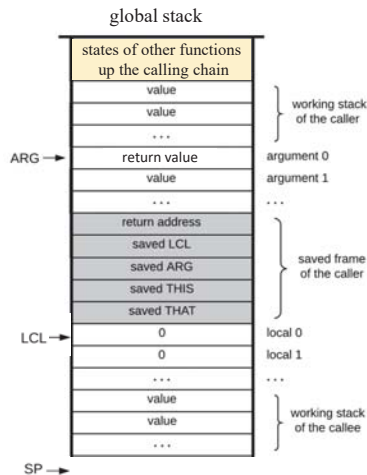 global stack
states of other functions
up the calling chain
value
value
...
working stack
of the caller
ARG
return value
argument 0
value
argument 1
...
...
return address
saved LCL
saved ARG
saved THIS
saved THAT
saved frame
of the caller
LCL
0
local 0
0
local 1
...
...
value
value
...
working stack
of the callee
SP